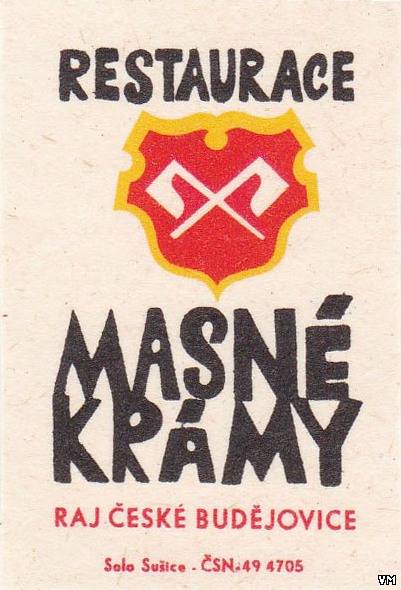 RESTAURACE
MASNÉ
KRÁMY
RAJ ČESKÉ BUDĚJOVICE
Solo Sušice - ČSN-49 4705
VM